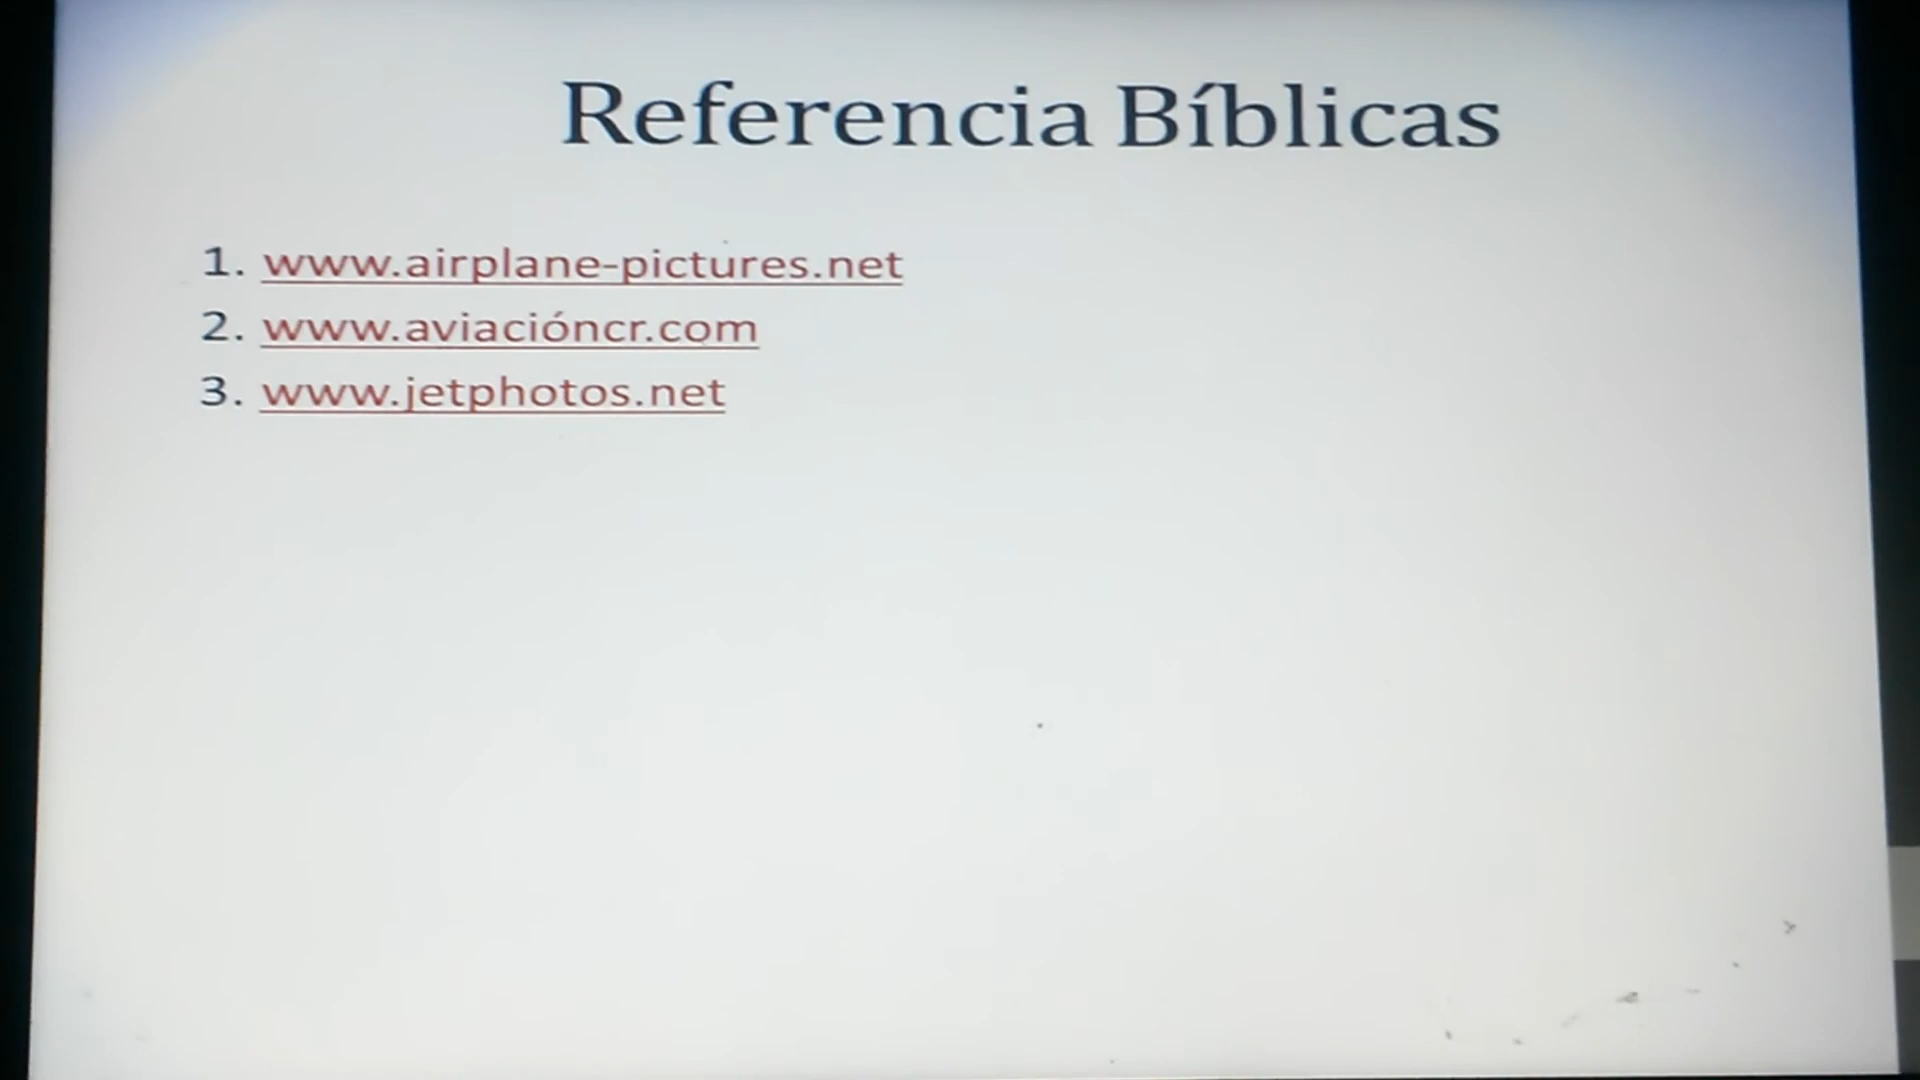 Referencia Bíblicas
1. www.airplane-pictures.net
2. www.aviacióncr.com
3. www.jetphotos.net